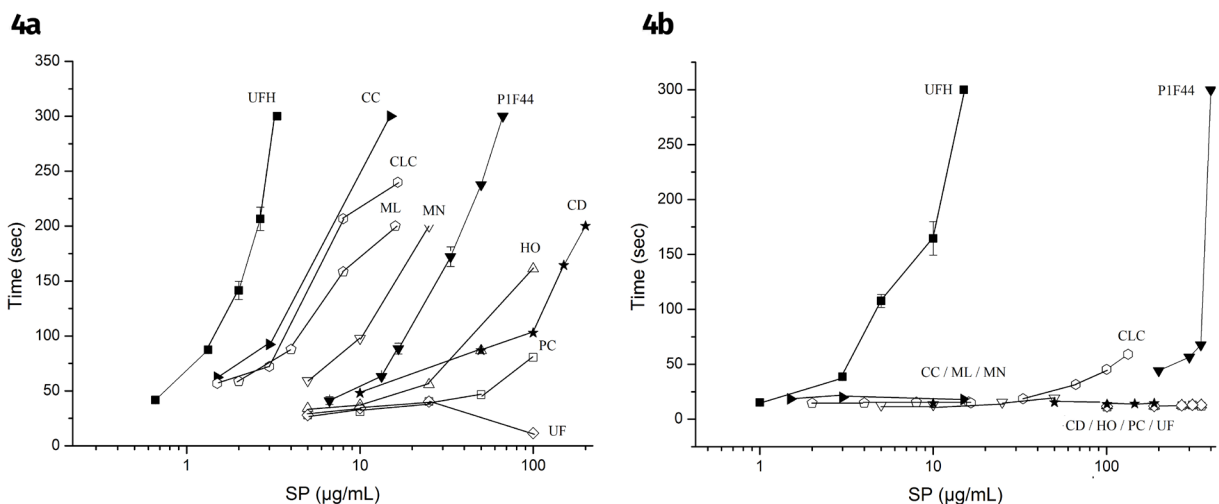 4a
4b
350
300
250
200
150
100
50
0
Time (sec)
1
10
100
SP (µg/mL)
UFH
CC
P1F44
CLC
ML
MN
CD
HO
PC
UF
300
250
200
150
100
50
0
Time (sec)
1
10
100
SP (µg/mL)
UFH
P1F44
CLC
CC / ML / MN
CD / HO / PC / UF